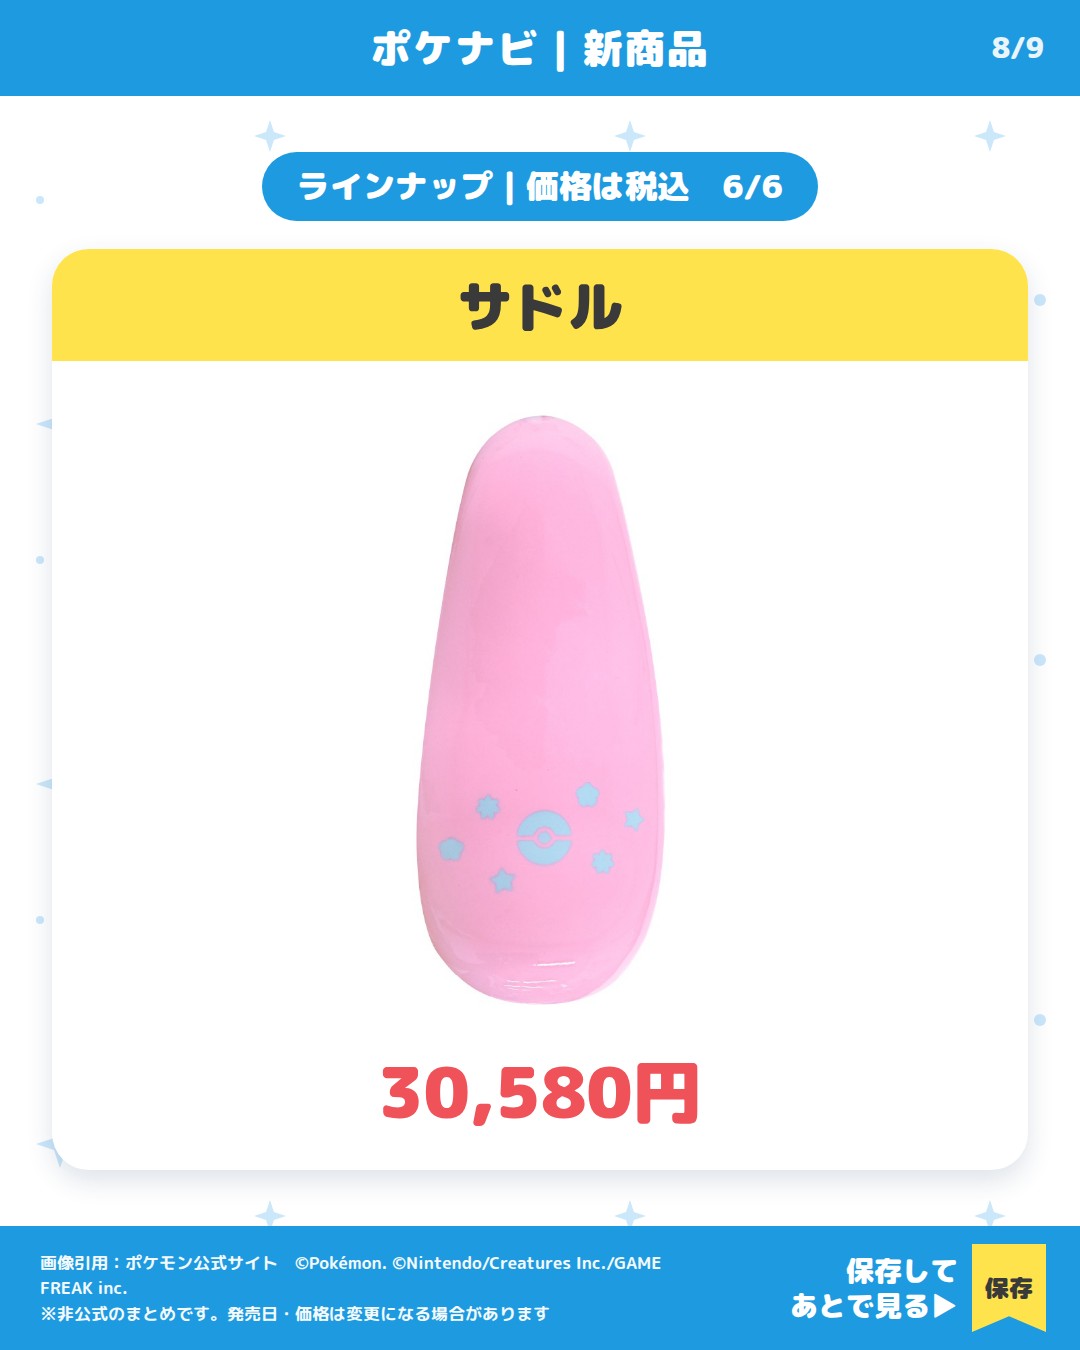 ポケナビ | 新商品
8/9
ラインナップ | 価格は税込　6/6
サドル
30,580円
画像引用：ポケモン公式サイト　©Pokémon. ©Nintendo/Creatures Inc./GAME
FREAK inc.
※非公式のまとめです。発売日・価格は変更になる場合があります
保存して
あとで見る▶
保存